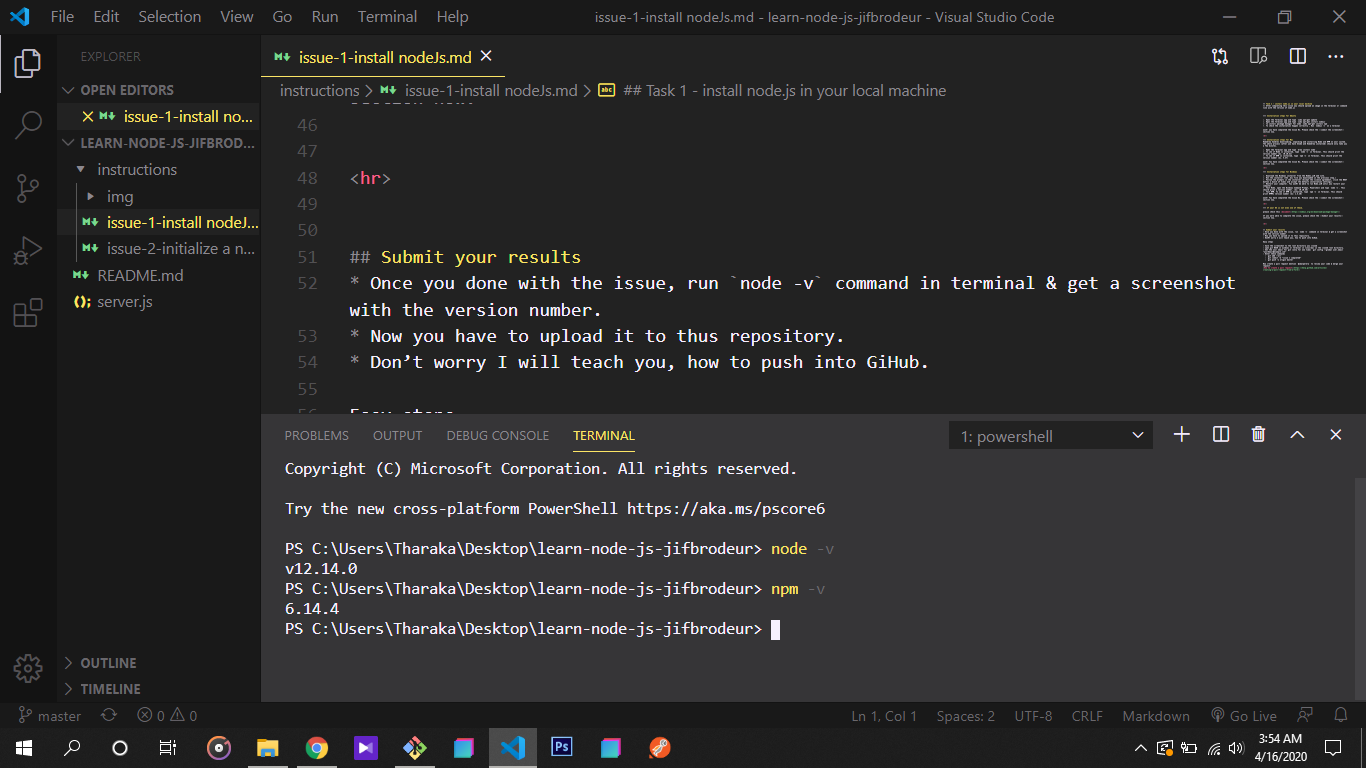 File Edit Selection View Go Run Terminal Help
issue-1-install nodeJs.md - learn-node-js-jifbrodeur - Visual Studio Code
EXPLORER
OPEN EDITORS
issue-1-install no...
LEARN-NODE-JS-JIFBROD...
instructions
img
issue-1-install nodeJ...
issue-2-initialize a n...
README.md
server.js
OUTLINE
TIMELINE
issue-1-install nodeJs.md
instructions > issue-1-install nodeJs.md > abc ## Task 1 - install node.js in your local machine
46
47
48 <hr>
49
50
51 ## Submit your results
52 * Once you done with the issue, run `node -v` command in terminal & get a screenshot
with the version number.
53 * Now you have to upload it to thus repository.
54 * Don’t worry I will teach you, how to push into GiHub.
55
PROBLEMS OUTPUT DEBUG CONSOLE TERMINAL
1: powershell
Copyright (C) Microsoft Corporation. All rights reserved.
Try the new cross-platform PowerShell https://aka.ms/pscore6
PS C:\Users\Tharaka\Desktop\learn-node-js-jifbrodeur> node -v
v12.14.0
PS C:\Users\Tharaka\Desktop\learn-node-js-jifbrodeur> npm -v
6.14.4
PS C:\Users\Tharaka\Desktop\learn-node-js-jifbrodeur>
master 0 0
Ln 1, Col 1 Spaces: 2 UTF-8 CRLF Markdown Go Live
Ps
3:54 AM
4/16/2020